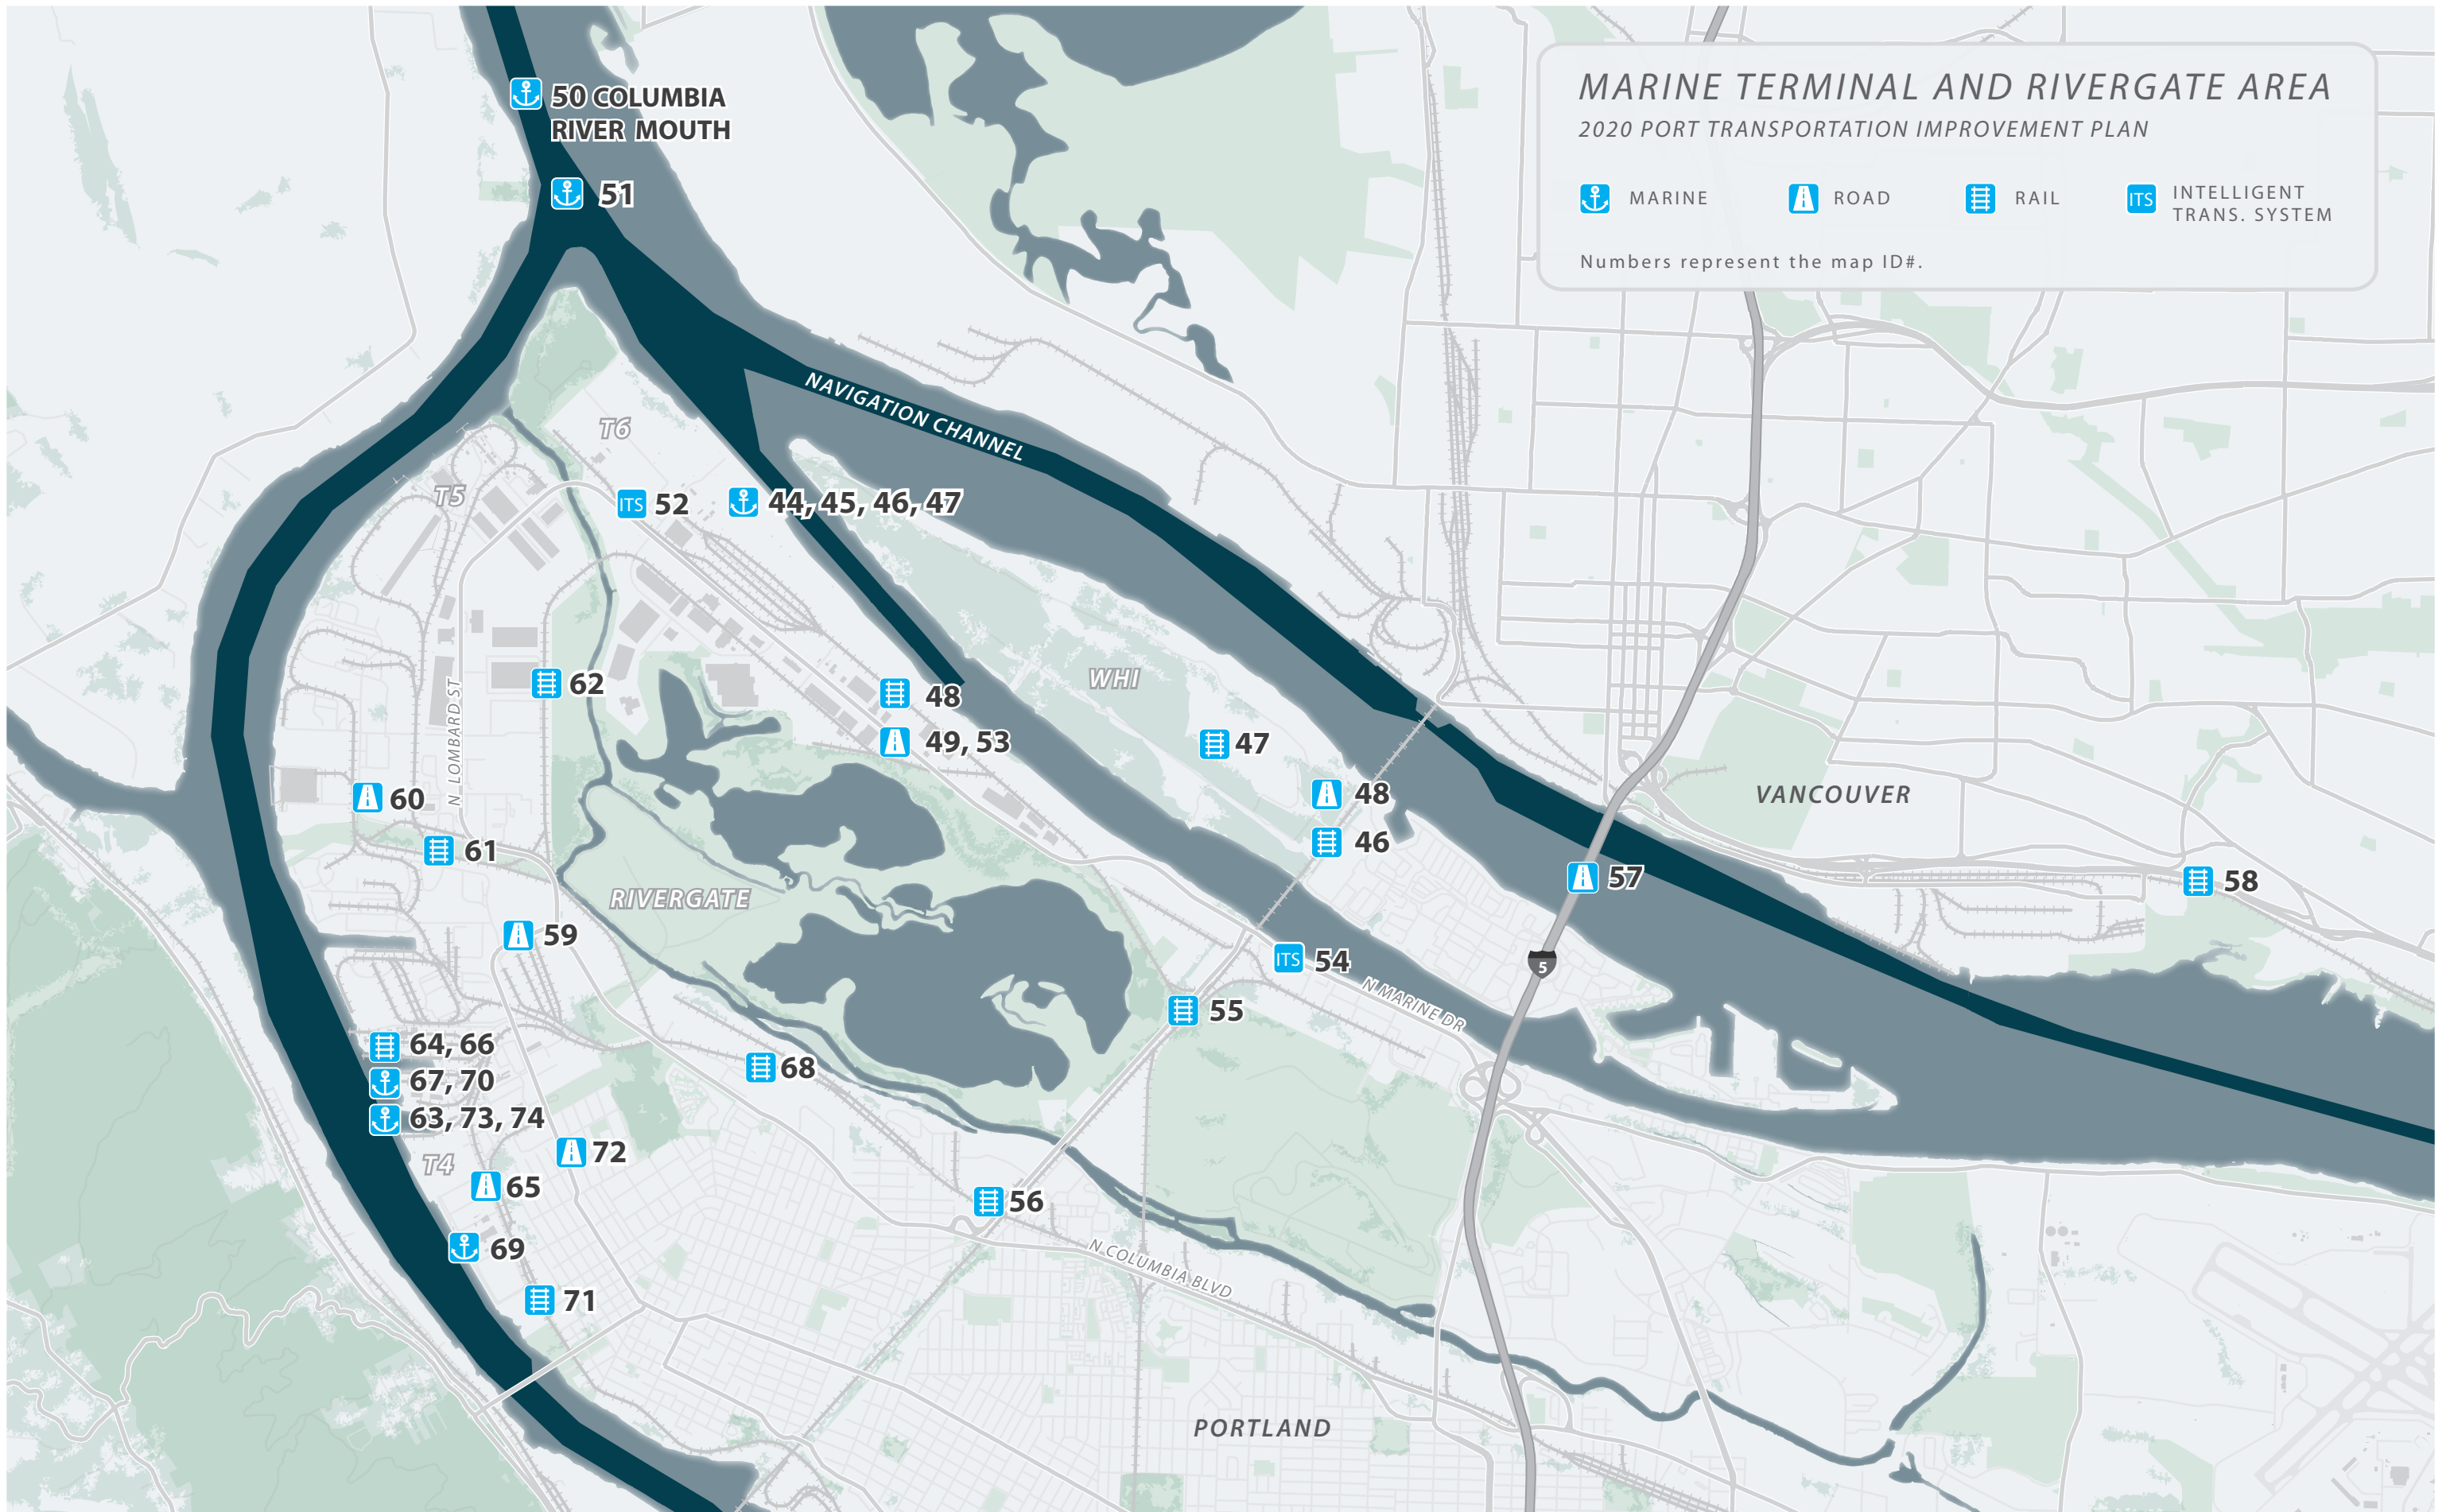 MARINE TERMINAL AND RIVERGATE AREA
2020 PORT TRANSPORTATION IMPROVEMENT PLAN
MARINE
ROAD
RAIL
ITS
INTELLIGENT
TRANS. SYSTEM
Numbers represent the map ID#.
50 COLUMBIA
RIVER MOUTH
51
NAVIGATION CHANNEL
T6
T5
ITS 52
44, 45, 46, 47
62
N LOMBARD ST
WHI
48
49, 53
47
60
48
VANCOUVER
61
46
57
58
RIVERGATE
59
ITS 54
5
N MARINE DR
55
64, 66
68
67, 70
63, 73, 74
72
T4
65
56
69
N COLUMBIA BLVD
71
PORTLAND